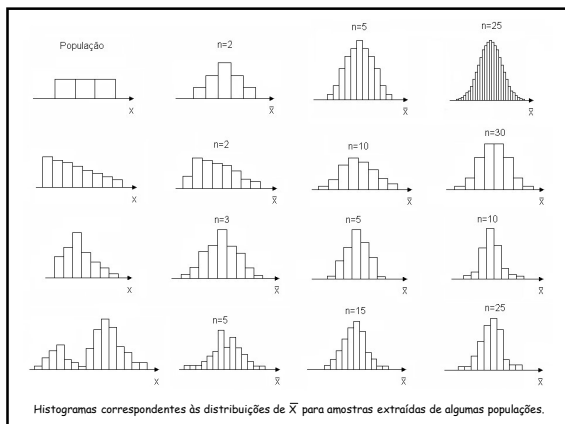 População n=2 n=5 n=25
x x̅ x̅ x̅
n=2 n=10 n=30
x x̅ x̅ x̅
n=3 n=5 n=10
x x̅ x̅ x̅
n=5 n=15 n=25
x x̅ x̅ x̅
Histogramas correspondentes às distribuições de X̅ para amostras extraídas de algumas populações.